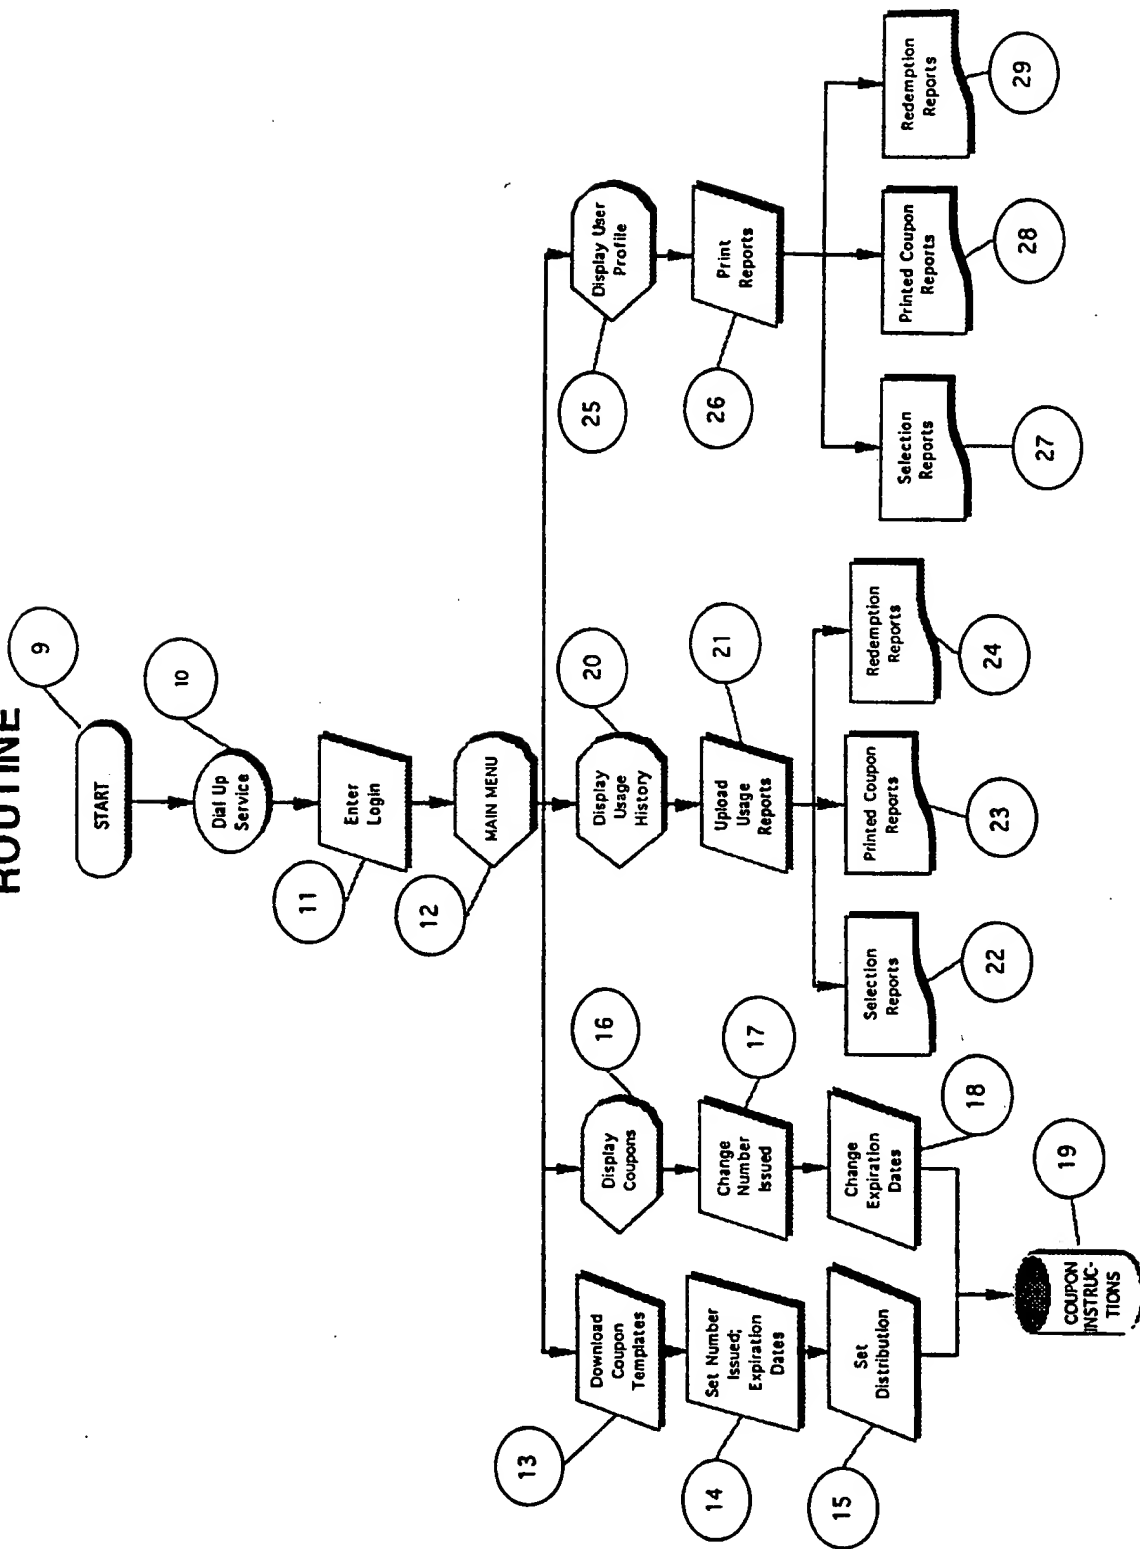 ROUTINE
START
9
Dial Up
Service
10
Enter
Login
11
MAIN MENU
12
Download
Coupon
Templates
13
Set Number
Issued;
Expiration
Dates
14
Set
Distribution
15
Display
Coupons
16
Change
Number
Issued
17
Change
Expiration
Dates
18
COUPON
INSTRUC-
TIONS
19
Display
Usage
History
20
Upload
Usage
Reports
21
Selection
Reports
22
Printed Coupon
Reports
23
Redemption
Reports
24
Display User
Profile
25
Print
Reports
26
Selection
Reports
27
Printed Coupon
Reports
28
Redemption
Reports
29